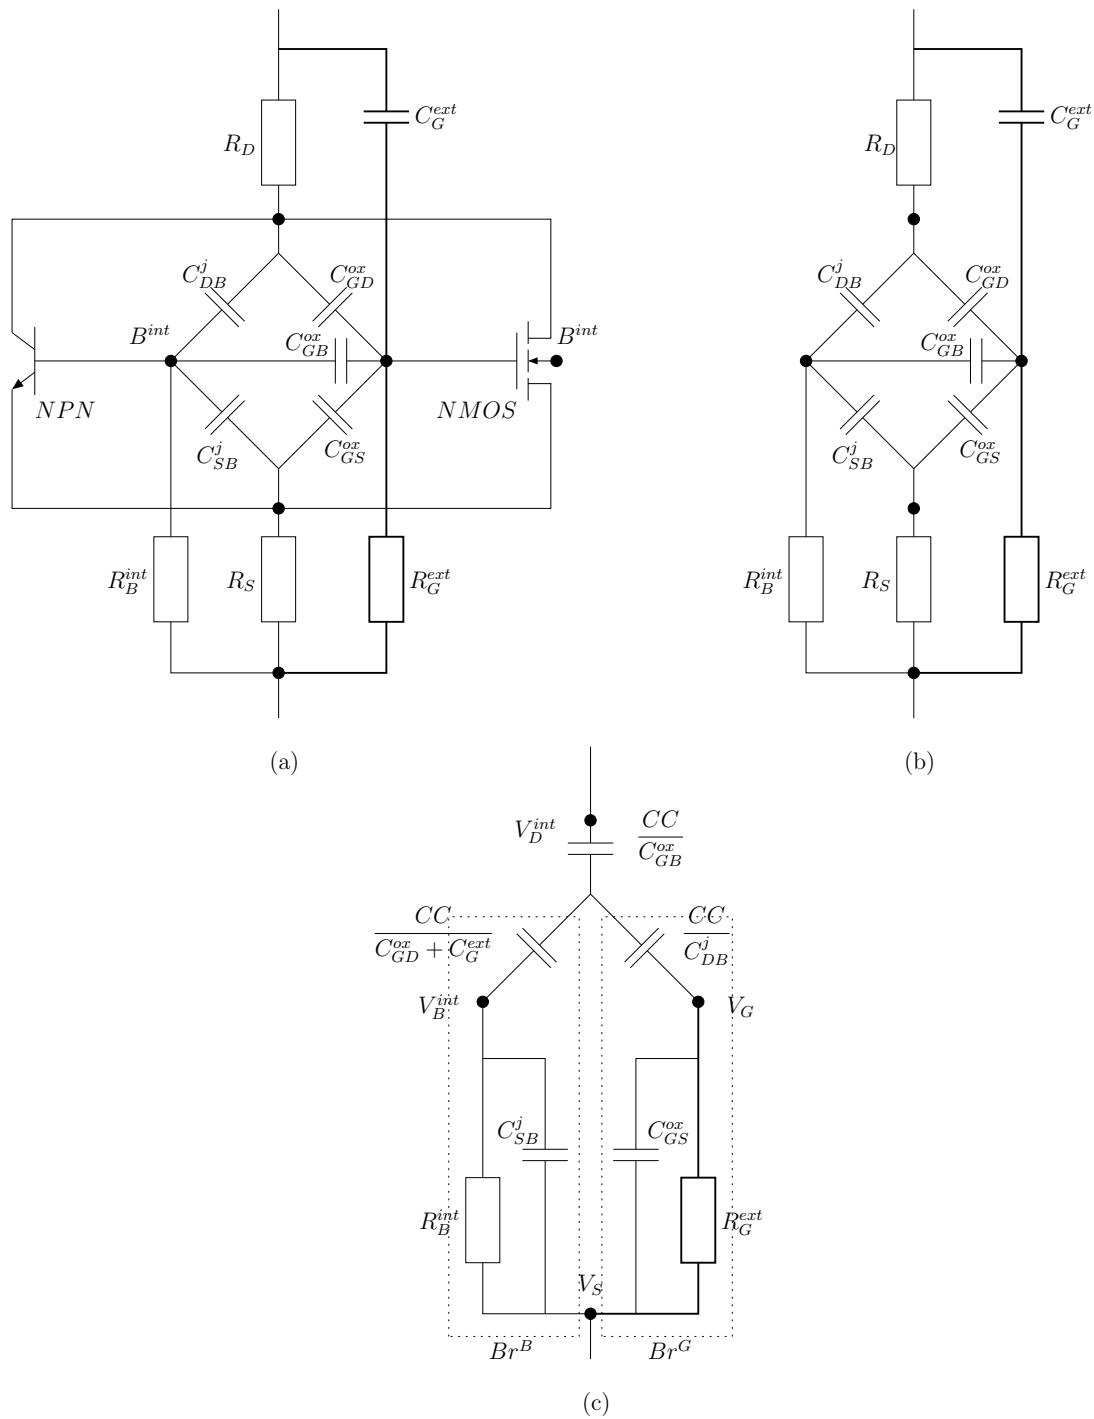 C_G^{ext}
R_D
C_{DB}^j
C_{GD}^{ox}
B^{int}
C_{GB}^{ox}
B^{int}
NPN
NMOS
C_{SB}^j
C_{GS}^{ox}
R_B^{int}
R_S
R_G^{ext}
(a)
C_G^{ext}
R_D
C_{DB}^j
C_{GD}^{ox}
C_{GB}^{ox}
C_{SB}^j
C_{GS}^{ox}
R_B^{int}
R_S
R_G^{ext}
(b)
V_D^{int}
CC
C_{GB}^{ox}
CC
C_{GD}^{ox} + C_G^{ext}
CC
C_{DB}^j
V_B^{int}
V_G
C_{SB}^j
C_{GS}^{ox}
R_B^{int}
R_G^{ext}
V_S
Br^B
Br^G
(c)